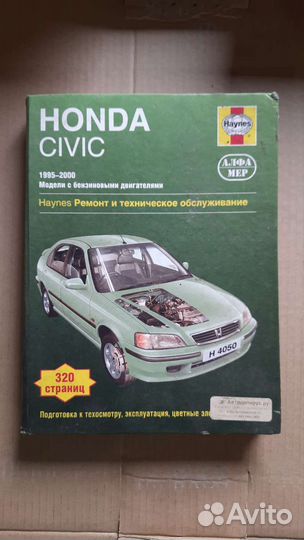 HONDA
CIVIC
Haynes
АЛФА
МЕР
1995-2000
Модели с бензиновыми двигателями
Haynes Ремонт и техническое обслуживание
H 4050
320
страниц
Подготовка к техосмотру, эксплуатация, цветные
Avito